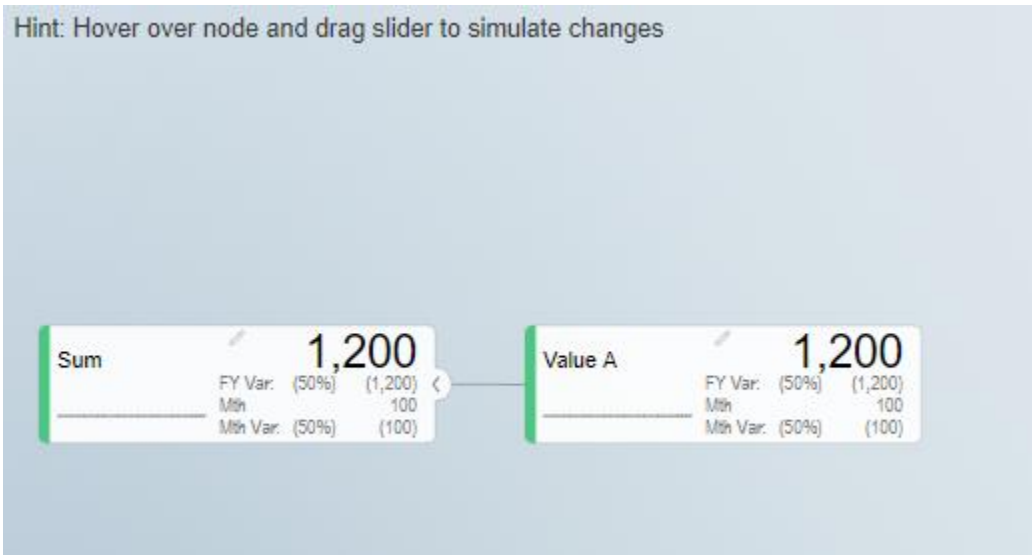 Hint: Hover over node and drag slider to simulate changes
Sum
1,200
FY Var: (50%) (1,200)
Mth 100
Mth Var: (50%) (100)
Value A
1,200
FY Var: (50%) (1,200)
Mth 100
Mth Var: (50%) (100)